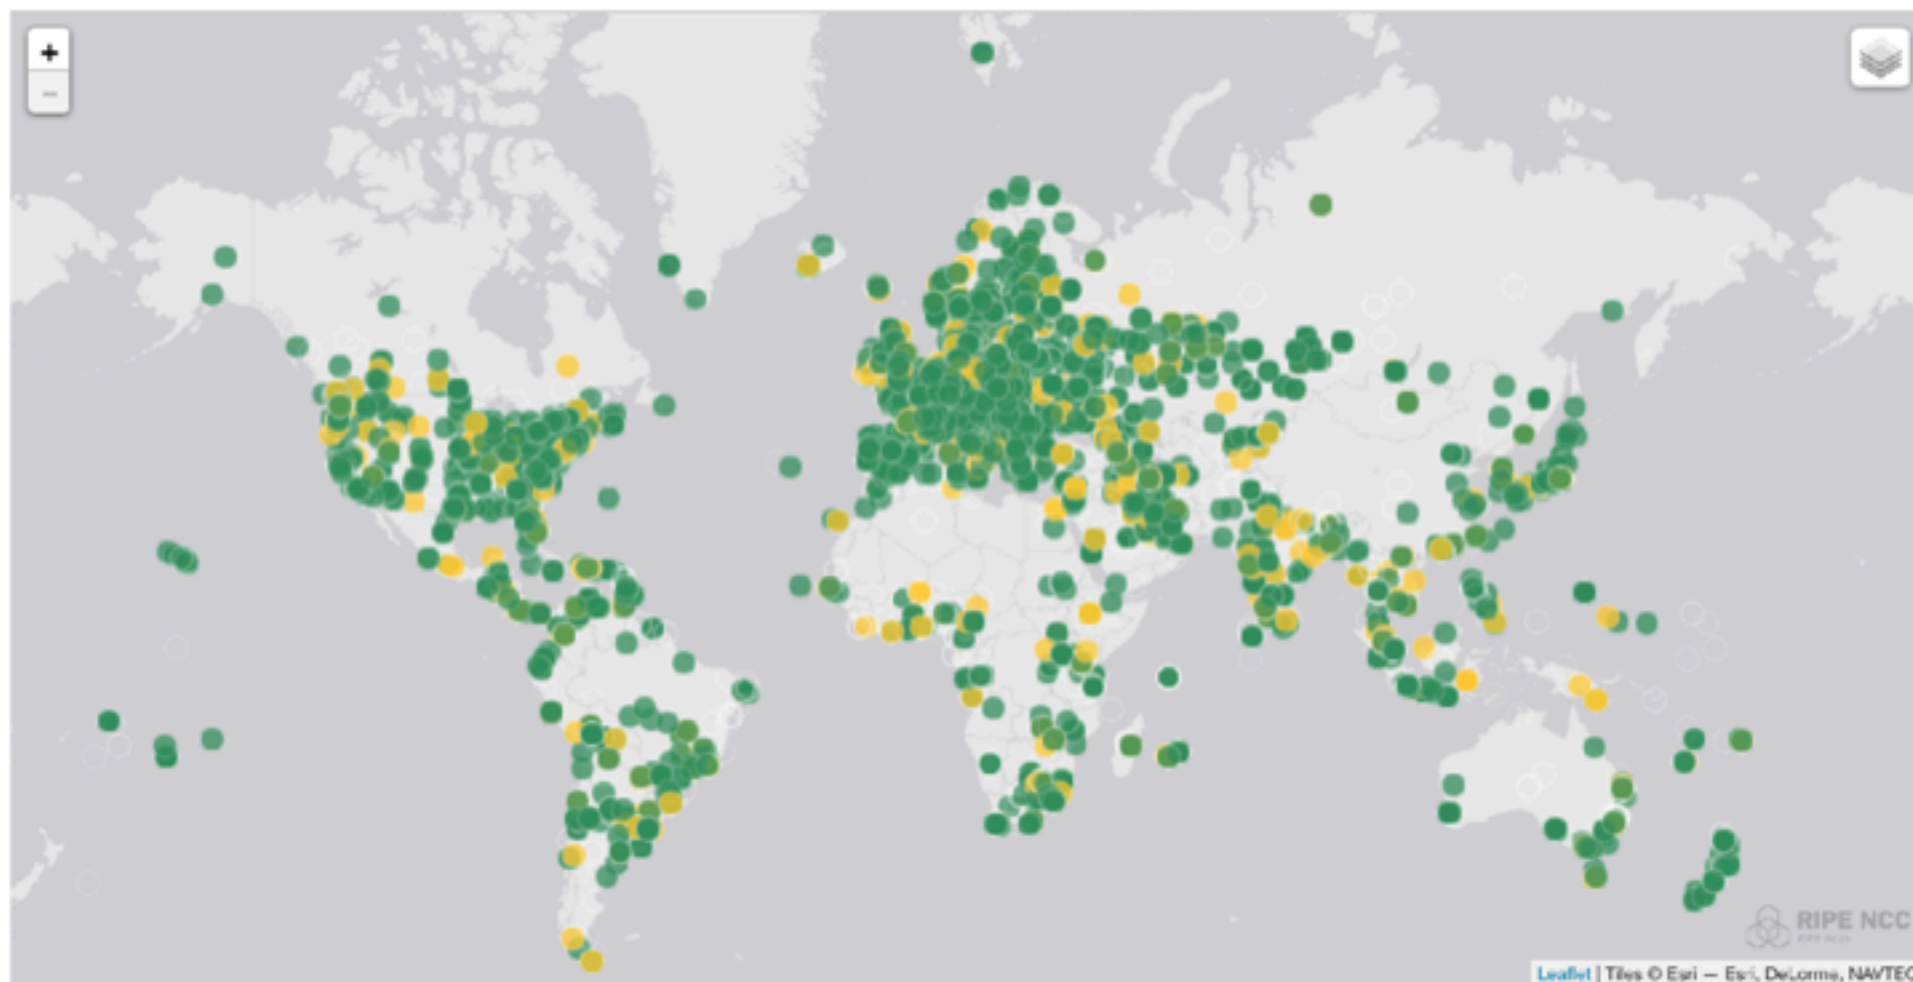 +
−
RIPE NCC
Leaflet | Tiles © Esri — Esri, DeLorme, NAVTEQ